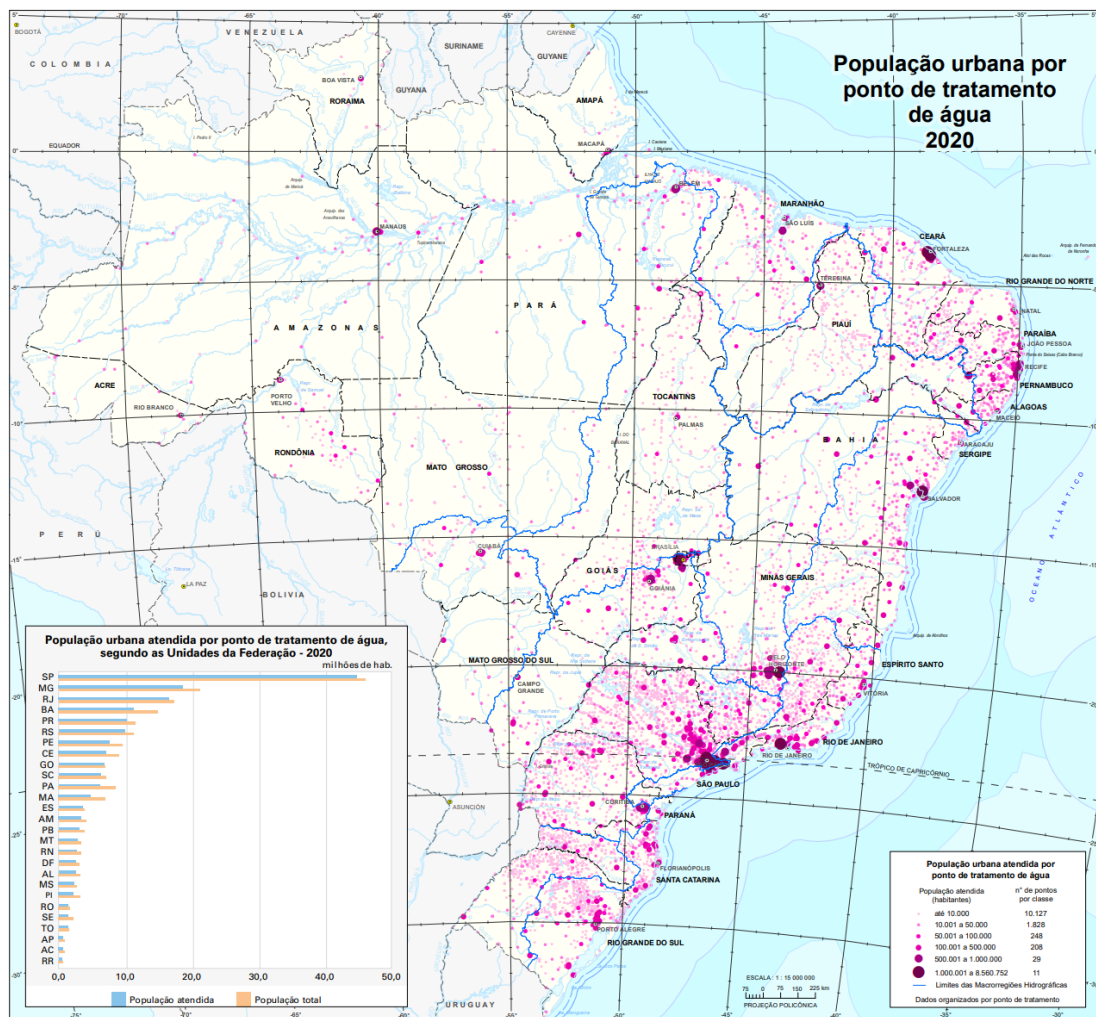 População urbana por
ponto de tratamento
de água
2020
BOGOTÁ
VENEZUELA
CAYENNE
SURINAME
GUYANE
COLOMBIA
BOA VISTA
RORAIMA
GUYANA
AMAPÁ
MACAPÁ
EQUADOR
BELÉM
MARANHÃO
SÃO LUÍS
MANAUS
CEARÁ
FORTALEZA
RIO GRANDE DO NORTE
TERESINA
NATAL
PARÁ
PIAUÍ
AMAZONAS
PARAÍBA
JOÃO PESSOA
RECIFE
PERNAMBUCO
ACRE
PORTO
VELHO
TOCANTINS
ALAGOAS
MACEIÓ
RIO BRANCO
PALMAS
BAHIA
ARACAJU
SERGIPE
RONDÔNIA
MATO GROSSO
SALVADOR
PERÚ
OCEANO ATLÂNTICO
CUIABÁ
BRASÍLIA
GOIÁS
GOIÂNIA
MINAS GERAIS
LA PAZ
BOLIVIA
BELO
HORIZONTE
ESPÍRITO SANTO
VITÓRIA
MATO GROSSO DO SUL
CAMPO
GRANDE
RIO DE JANEIRO
RIO DE JANEIRO
TRÓPICO DE CAPRICÓRNIO
SÃO PAULO
ASUNCIÓN
CURITIBA
PARANÁ
FLORIANÓPOLIS
SANTA CATARINA
PORTO ALEGRE
RIO GRANDE DO SUL
URUGUAY
População urbana atendida por ponto de tratamento de água,
segundo as Unidades da Federação - 2020
milhões de hab.
SP
MG
RJ
BA
PR
RS
PE
CE
GO
SC
PA
MA
ES
AM
PB
MT
RN
DF
AL
MS
PI
RO
SE
TO
AP
AC
RR
0,0 10,0 20,0 30,0 40,0 50,0
População atendida População total
População urbana atendida por
ponto de tratamento de água
População atendida n° de pontos
(habitantes) por classe
até 10.000 10.127
10.001 a 50.000 1.828
50.001 a 100.000 248
100.001 a 500.000 208
500.001 a 1.000.000 29
1.000.001 a 8.560.752 11
Limites das Macrorregiões Hidrográficas
Dados organizados por ponto de tratamento
ESCALA : 1 : 15 000 000
75 0 75 150 225 km
PROJEÇÃO POLICÔNICA